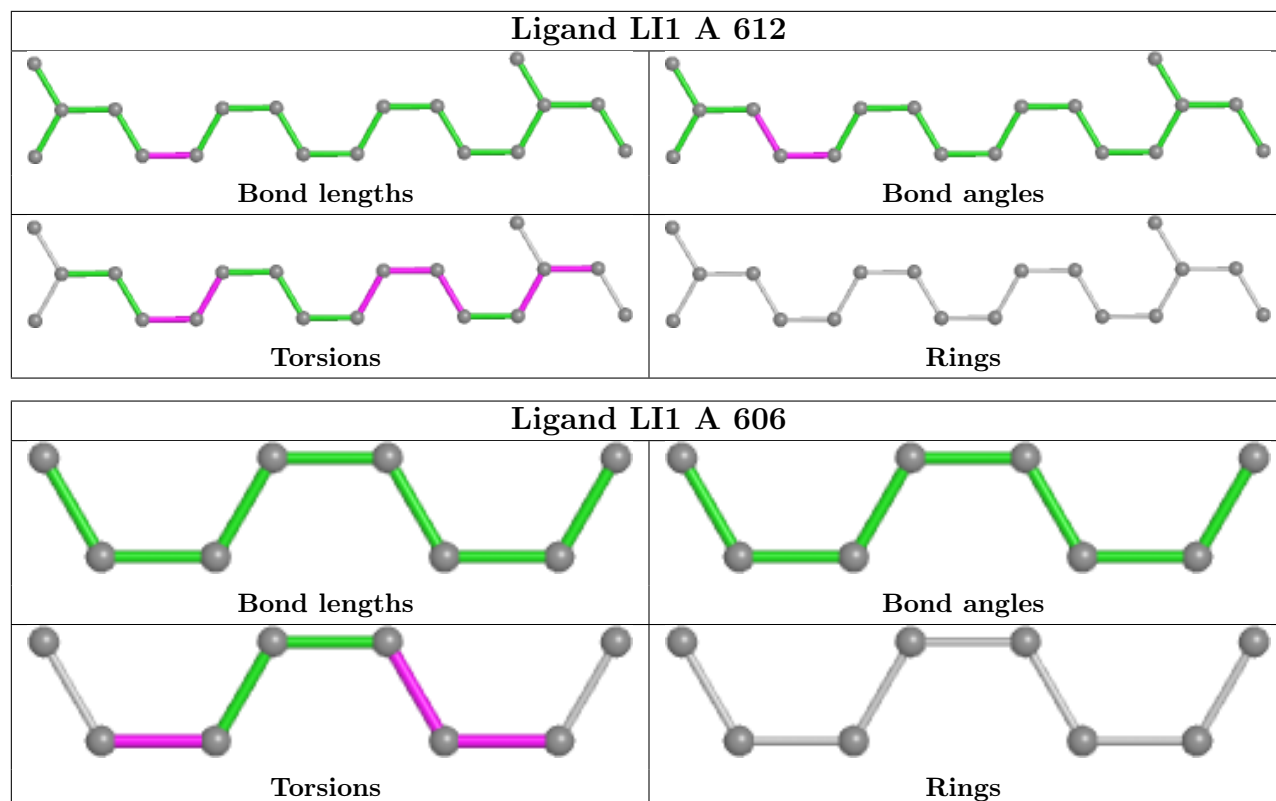 Ligand LI1 A 612
Bond lengths
Bond angles
Torsions
Rings
Ligand LI1 A 606
Bond lengths
Bond angles
Torsions
Rings